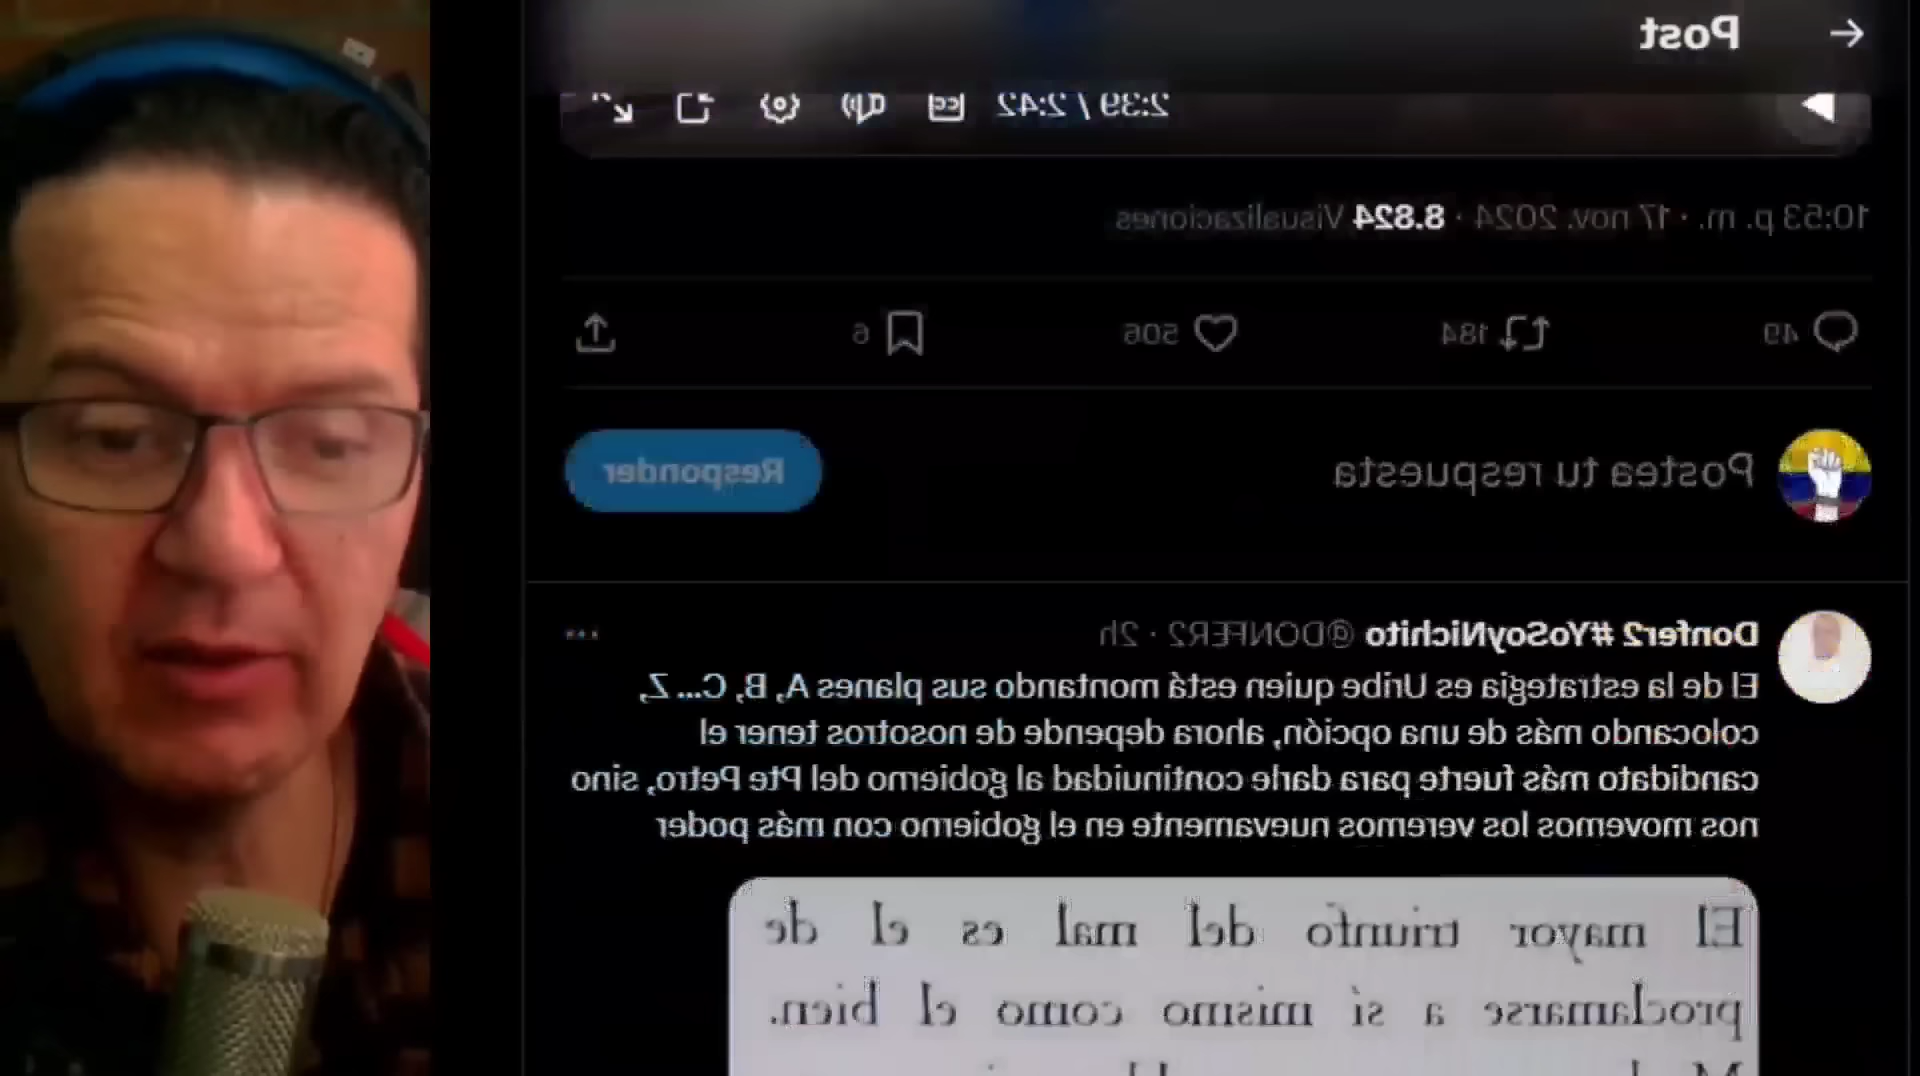 Post
2:39 / 2:42
10:53 p. m. · 17 nov. 2024 · 8.824 Visualizaciones
49 184 506 6
Postea tu respuesta Responder
Donfer2 #YoSoyNichito @DONFER2 · 2h
El de la estrategia es Uribe quien está montando sus planes A, B, C... Z,
colocando más de una opción, ahora depende de nosotros tener el
candidato más fuerte para darle continuidad al gobierno del Pte Petro, sino
nos movemos los veremos nuevamente en el gobierno con más poder
El mayor triunfo del mal es el de
proclamarse a sí mismo como el bien.